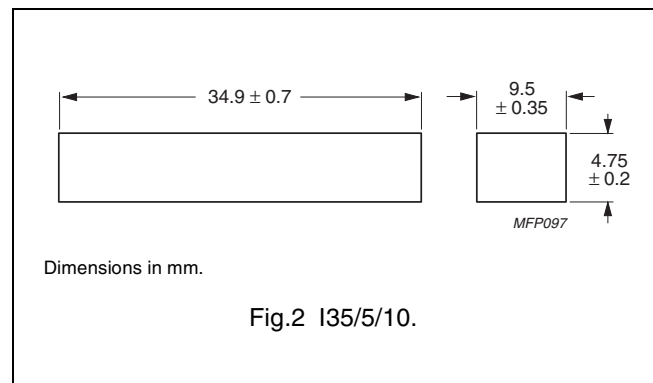 34.9 ± 0.7
9.5
± 0.35
4.75
± 0.2
MFP097
Dimensions in mm.
Fig.2 I35/5/10.